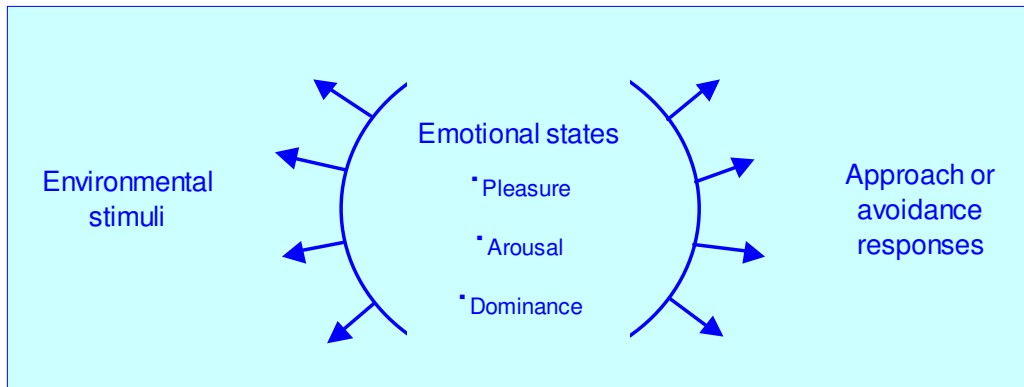 Environmental
stimuli
Emotional states
▪Pleasure
▪Arousal
▪Dominance
Approach or
avoidance
responses